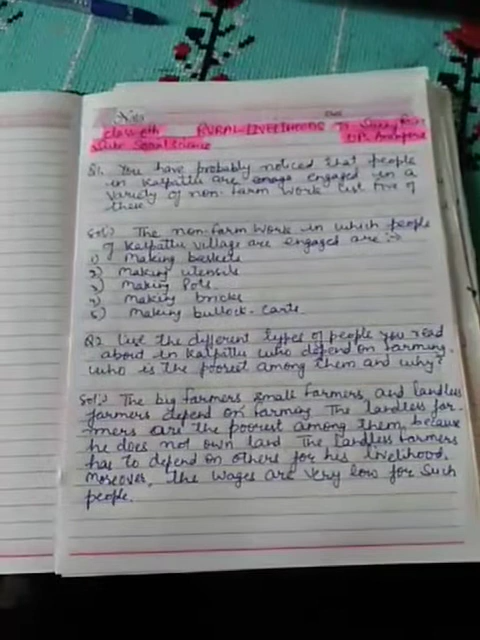 class 6th RURAL-LIVELIHOODS
Sub: Social Science
Q1. You have probably noticed that people
in Kalpattu are engaged in a
variety of non-farm work List five of
these
Sol:) The non-farm work in which people
of Kalpattu village are engaged are :->
1) Making baskets
2) Making utensils
3) Making Pots
4) Making bricks
5) Making bullock-carts
Q2. List the different types of people you read
about in Kalpattu who depend on farming.
who is the poorest among them and why?
Sol:) The big farmers small farmers, and landless
farmers depend on farming The landless far-
mers are the poorest among them, because
he does not own land The landless farmers
has to depend on others for his livelihood.
Moreover, the wages are very low for such
people.